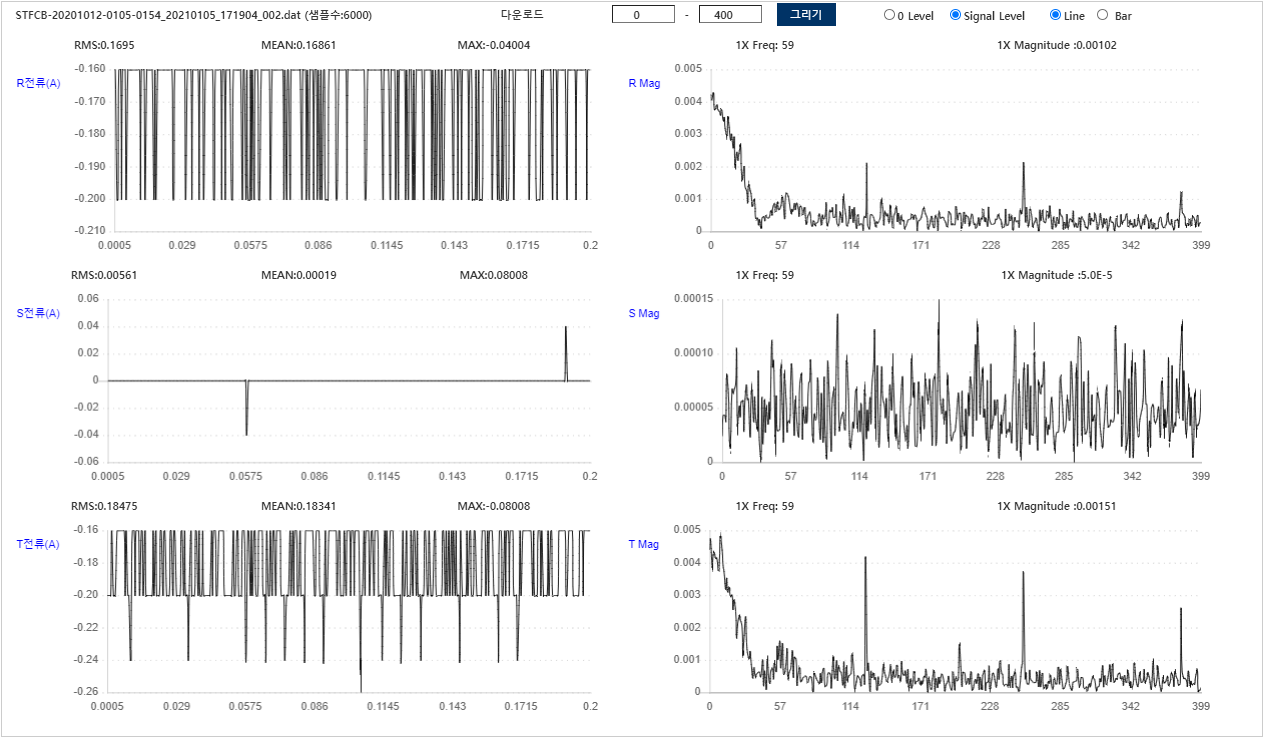 STFCB-20201012-0105-0154_20210105_171904_002.dat (샘플수:6000) 다운로드 0 - 400 그리기 0 Level Signal Level Line Bar
RMS:0.1695 MEAN:0.16861 MAX:-0.04004 1X Freq: 59 1X Magnitude :0.00102
R전류(A)
-0.160
-0.170
-0.180
-0.190
-0.200
-0.210
0.0005 0.029 0.0575 0.086 0.1145 0.143 0.1715 0.2
R Mag
0.005
0.004
0.003
0.002
0.001
0
0 57 114 171 228 285 342 399
RMS:0.00561 MEAN:0.00019 MAX:0.08008 1X Freq: 59 1X Magnitude :5.0E-5
S전류(A)
0.06
0.04
0.02
0
-0.02
-0.04
-0.06
0.0005 0.029 0.0575 0.086 0.1145 0.143 0.1715 0.2
S Mag
0.00015
0.00010
0.00005
0
0 57 114 171 228 285 342 399
RMS:0.18475 MEAN:0.18341 MAX:-0.08008 1X Freq: 59 1X Magnitude :0.00151
T전류(A)
-0.16
-0.18
-0.20
-0.22
-0.24
-0.26
0.0005 0.029 0.0575 0.086 0.1145 0.143 0.1715 0.2
T Mag
0.005
0.004
0.003
0.002
0.001
0
0 57 114 171 228 285 342 399